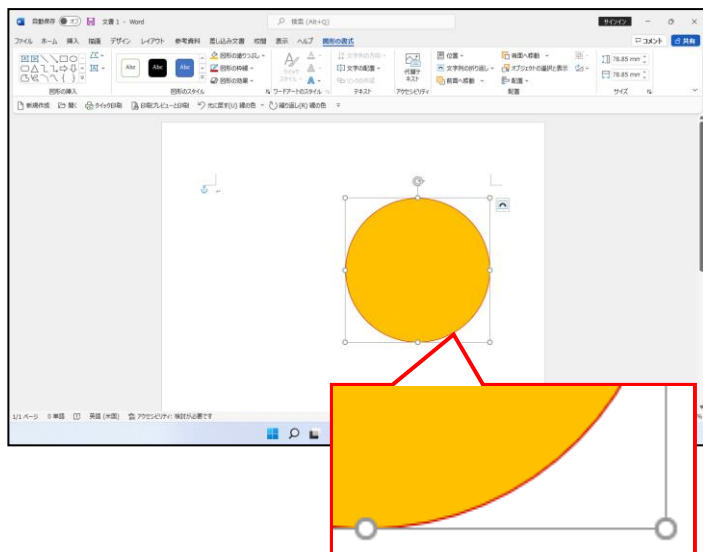 自動保存 オフ 文書 1 - Word 検索 (Alt+Q) サインイン
ファイル ホーム 挿入 描画 デザイン レイアウト 参考資料 差し込み文書 校閲 表示 ヘルプ 図形の書式 コメント 共有
Abc Abc Abc
図形の塗りつぶし
図形の枠線
図形の効果
クイック
スタイル
文字列の方向
文字の配置
リンクの作成
代替テ
キスト
位置
文字列の折り返し
前面へ移動
背面へ移動
オブジェクトの選択と表示
配置
78.85 mm
78.85 mm
図形の挿入 図形のスタイル ワードアートのスタイル テキスト アクセシビリティ 配置 サイズ
新規作成 開く クイック印刷 印刷プレビューと印刷 元に戻す(U) 線の色 繰り返し(R) 線の色
1/1 ページ 0 単語 英語 (米国) アクセシビリティ: 検討が必要です